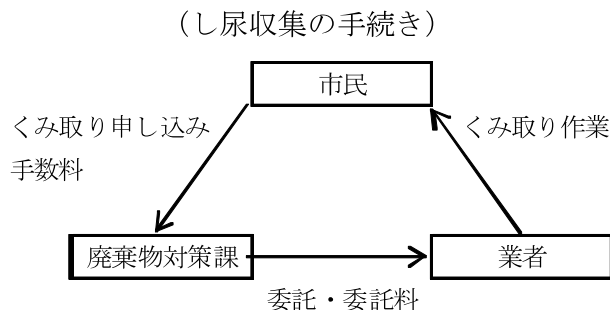 （し尿収集の手続き）
市民
くみ取り申し込み
手数料
くみ取り作業
廃棄物対策課
業者
委託・委託料